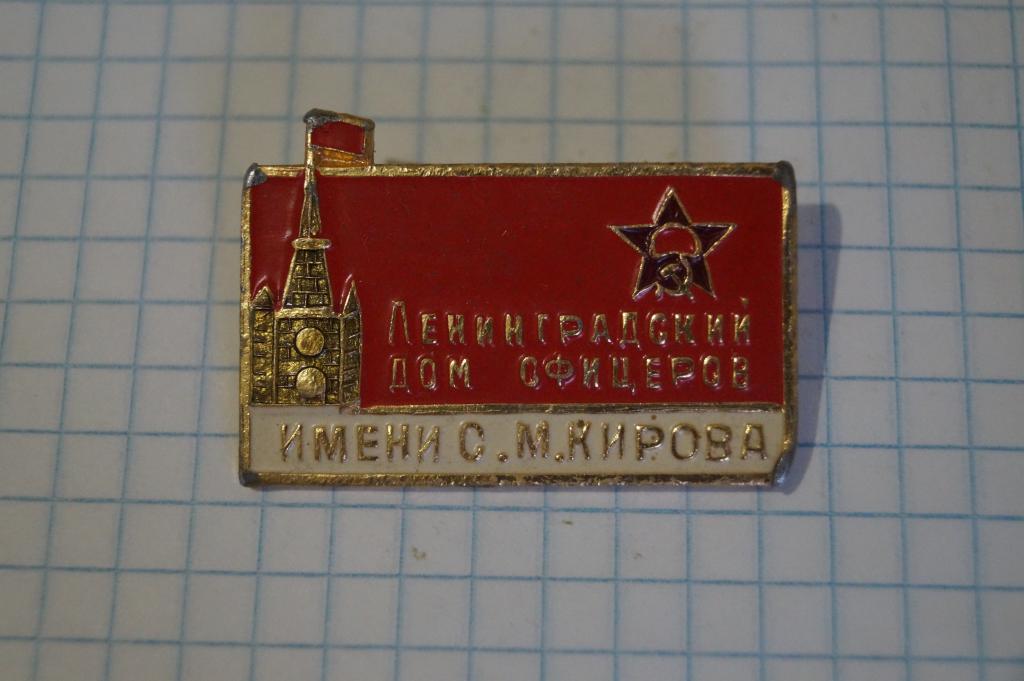 Ленинградский
дом офицеров
имени С.М.Кирова